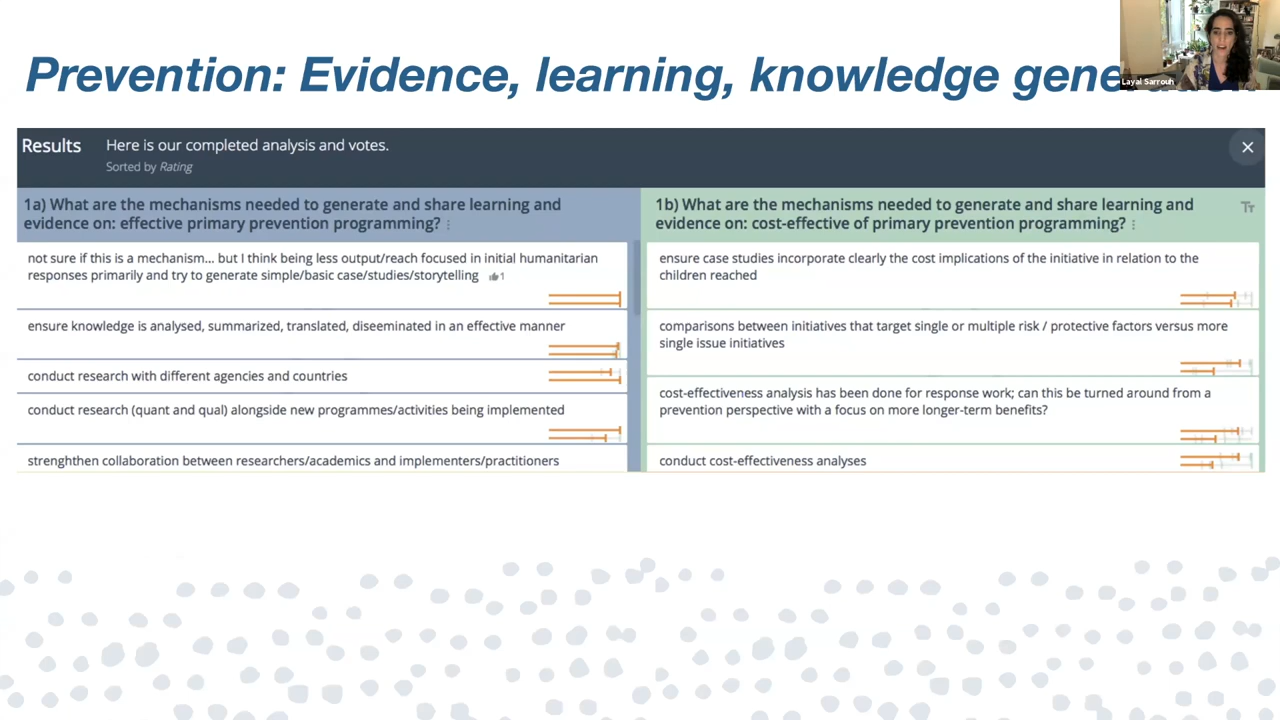 Prevention: Evidence, learning, knowledge
Layal Sarrouh
Results
Here is our completed analysis and votes.
Sorted by Rating
1a) What are the mechanisms needed to generate and share learning and
evidence on: effective primary prevention programming?
not sure if this is a mechanism... but I think being less output/reach focused in initial humanitarian
responses primarily and try to generate simple/basic case/studies/storytelling 1
ensure knowledge is analysed, summarized, translated, diseeminated in an effective manner
conduct research with different agencies and countries
conduct research (quant and qual) alongside new programmes/activities being implemented
strenghthen collaboration between researchers/academics and implementers/practitioners
1b) What are the mechanisms needed to generate and share learning and
evidence on: cost-effective of primary prevention programming?
TT
ensure case studies incorporate clearly the cost implications of the initiative in relation to the
children reached
comparisons between initiatives that target single or multiple risk / protective factors versus more
single issue initiatives
cost-effectiveness analysis has been done for response work; can this be turned around from a
prevention perspective with a focus on more longer-term benefits?
conduct cost-effectiveness analyses